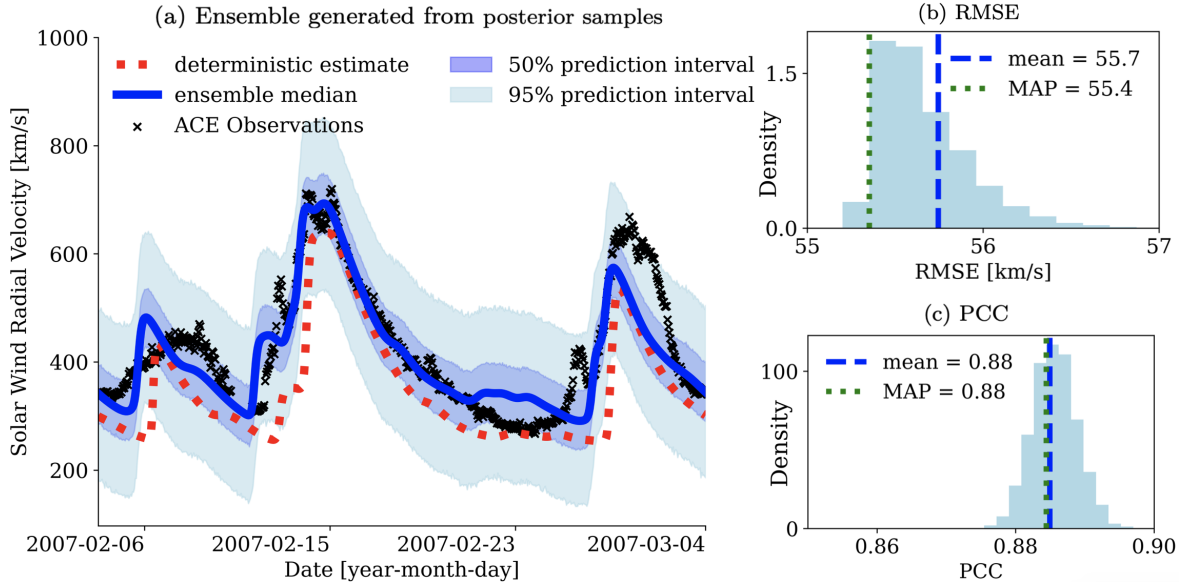 (a) Ensemble generated from posterior samples
1000
800
600
400
200
Solar Wind Radial Velocity [km/s]
deterministic estimate
ensemble median
ACE Observations
50% prediction interval
95% prediction interval
2007-02-06
2007-02-15
2007-02-23
2007-03-04
Date [year-month-day]
(b) RMSE
1.5
0.0
Density
mean = 55.7
MAP = 55.4
55
56
57
RMSE [km/s]
(c) PCC
100
0
Density
mean = 0.88
MAP = 0.88
0.86
0.88
0.90
PCC